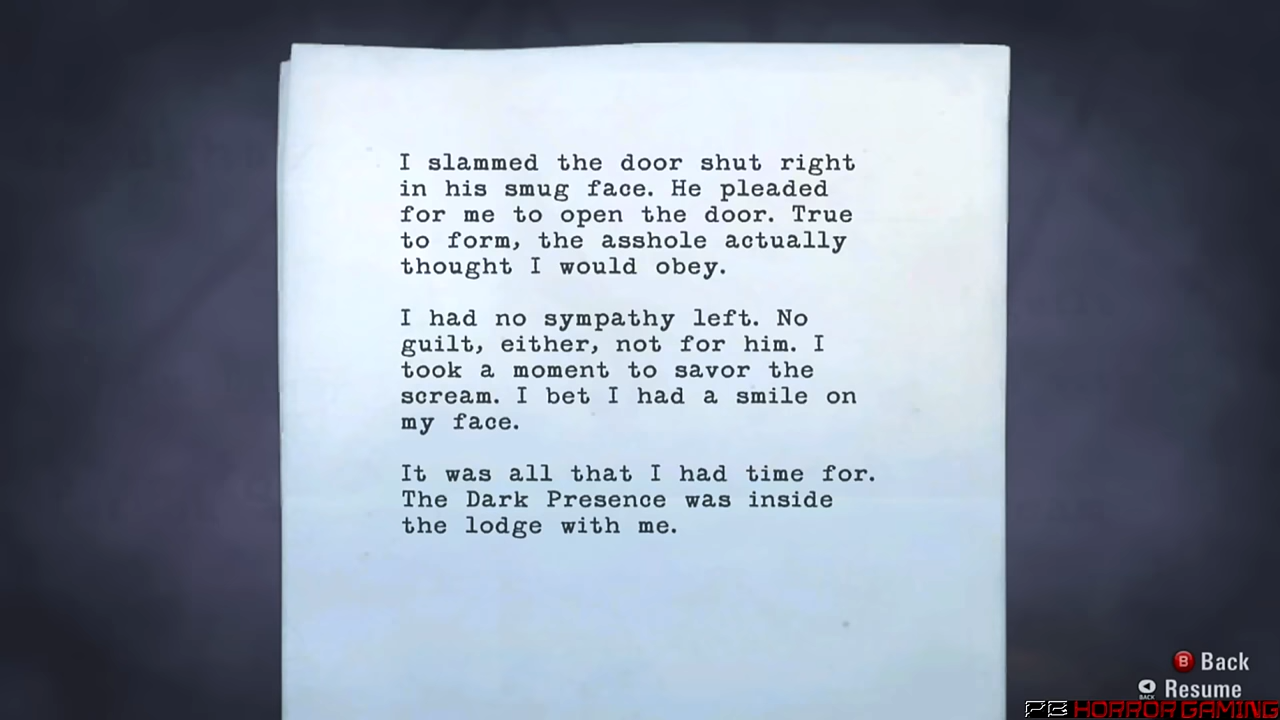 I slammed the door shut right
in his smug face. He pleaded
for me to open the door. True
to form, the asshole actually
thought I would obey.
I had no sympathy left. No
guilt, either, not for him. I
took a moment to savor the
scream. I bet I had a smile on
my face.
It was all that I had time for.
The Dark Presence was inside
the lodge with me.
B Back
BACK Resume
HORROR GAMING